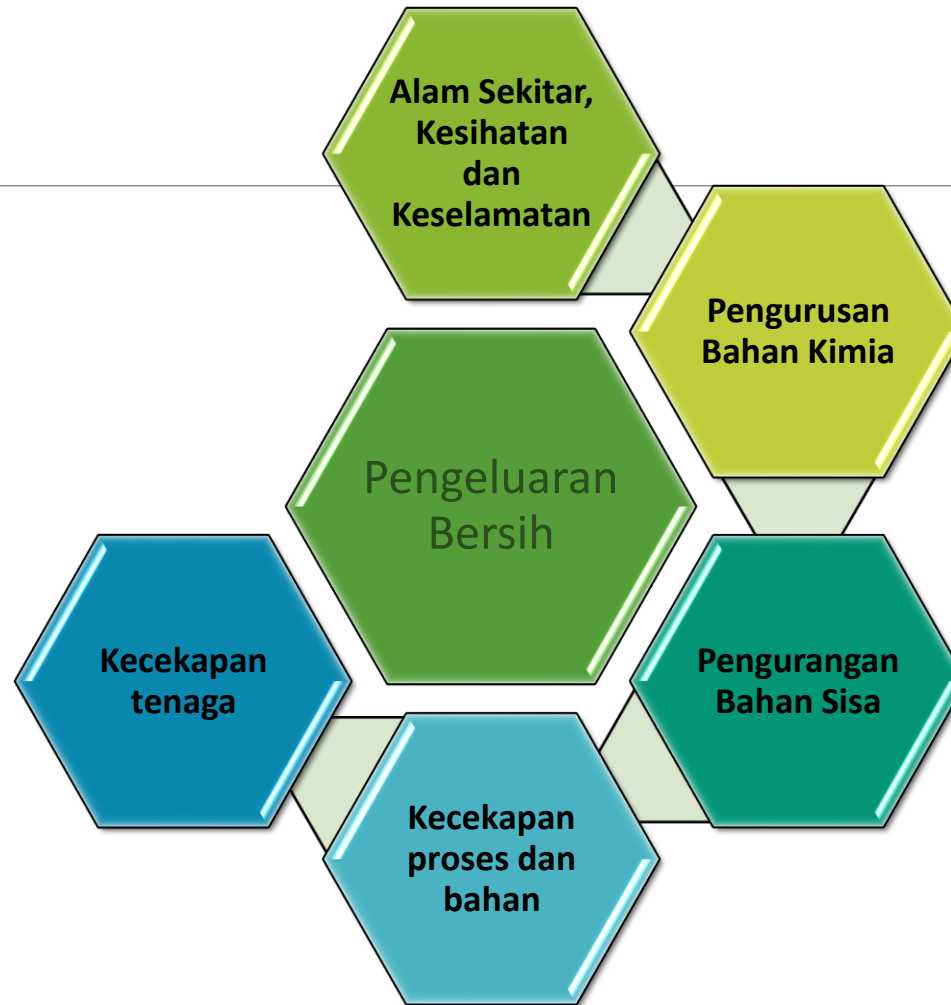 Alam Sekitar,
Kesihatan
dan
Keselamatan
Pengurusan
Bahan Kimia
Pengeluaran
Bersih
Kecekapan
tenaga
Pengurangan
Bahan Sisa
Kecekapan
proses dan
bahan